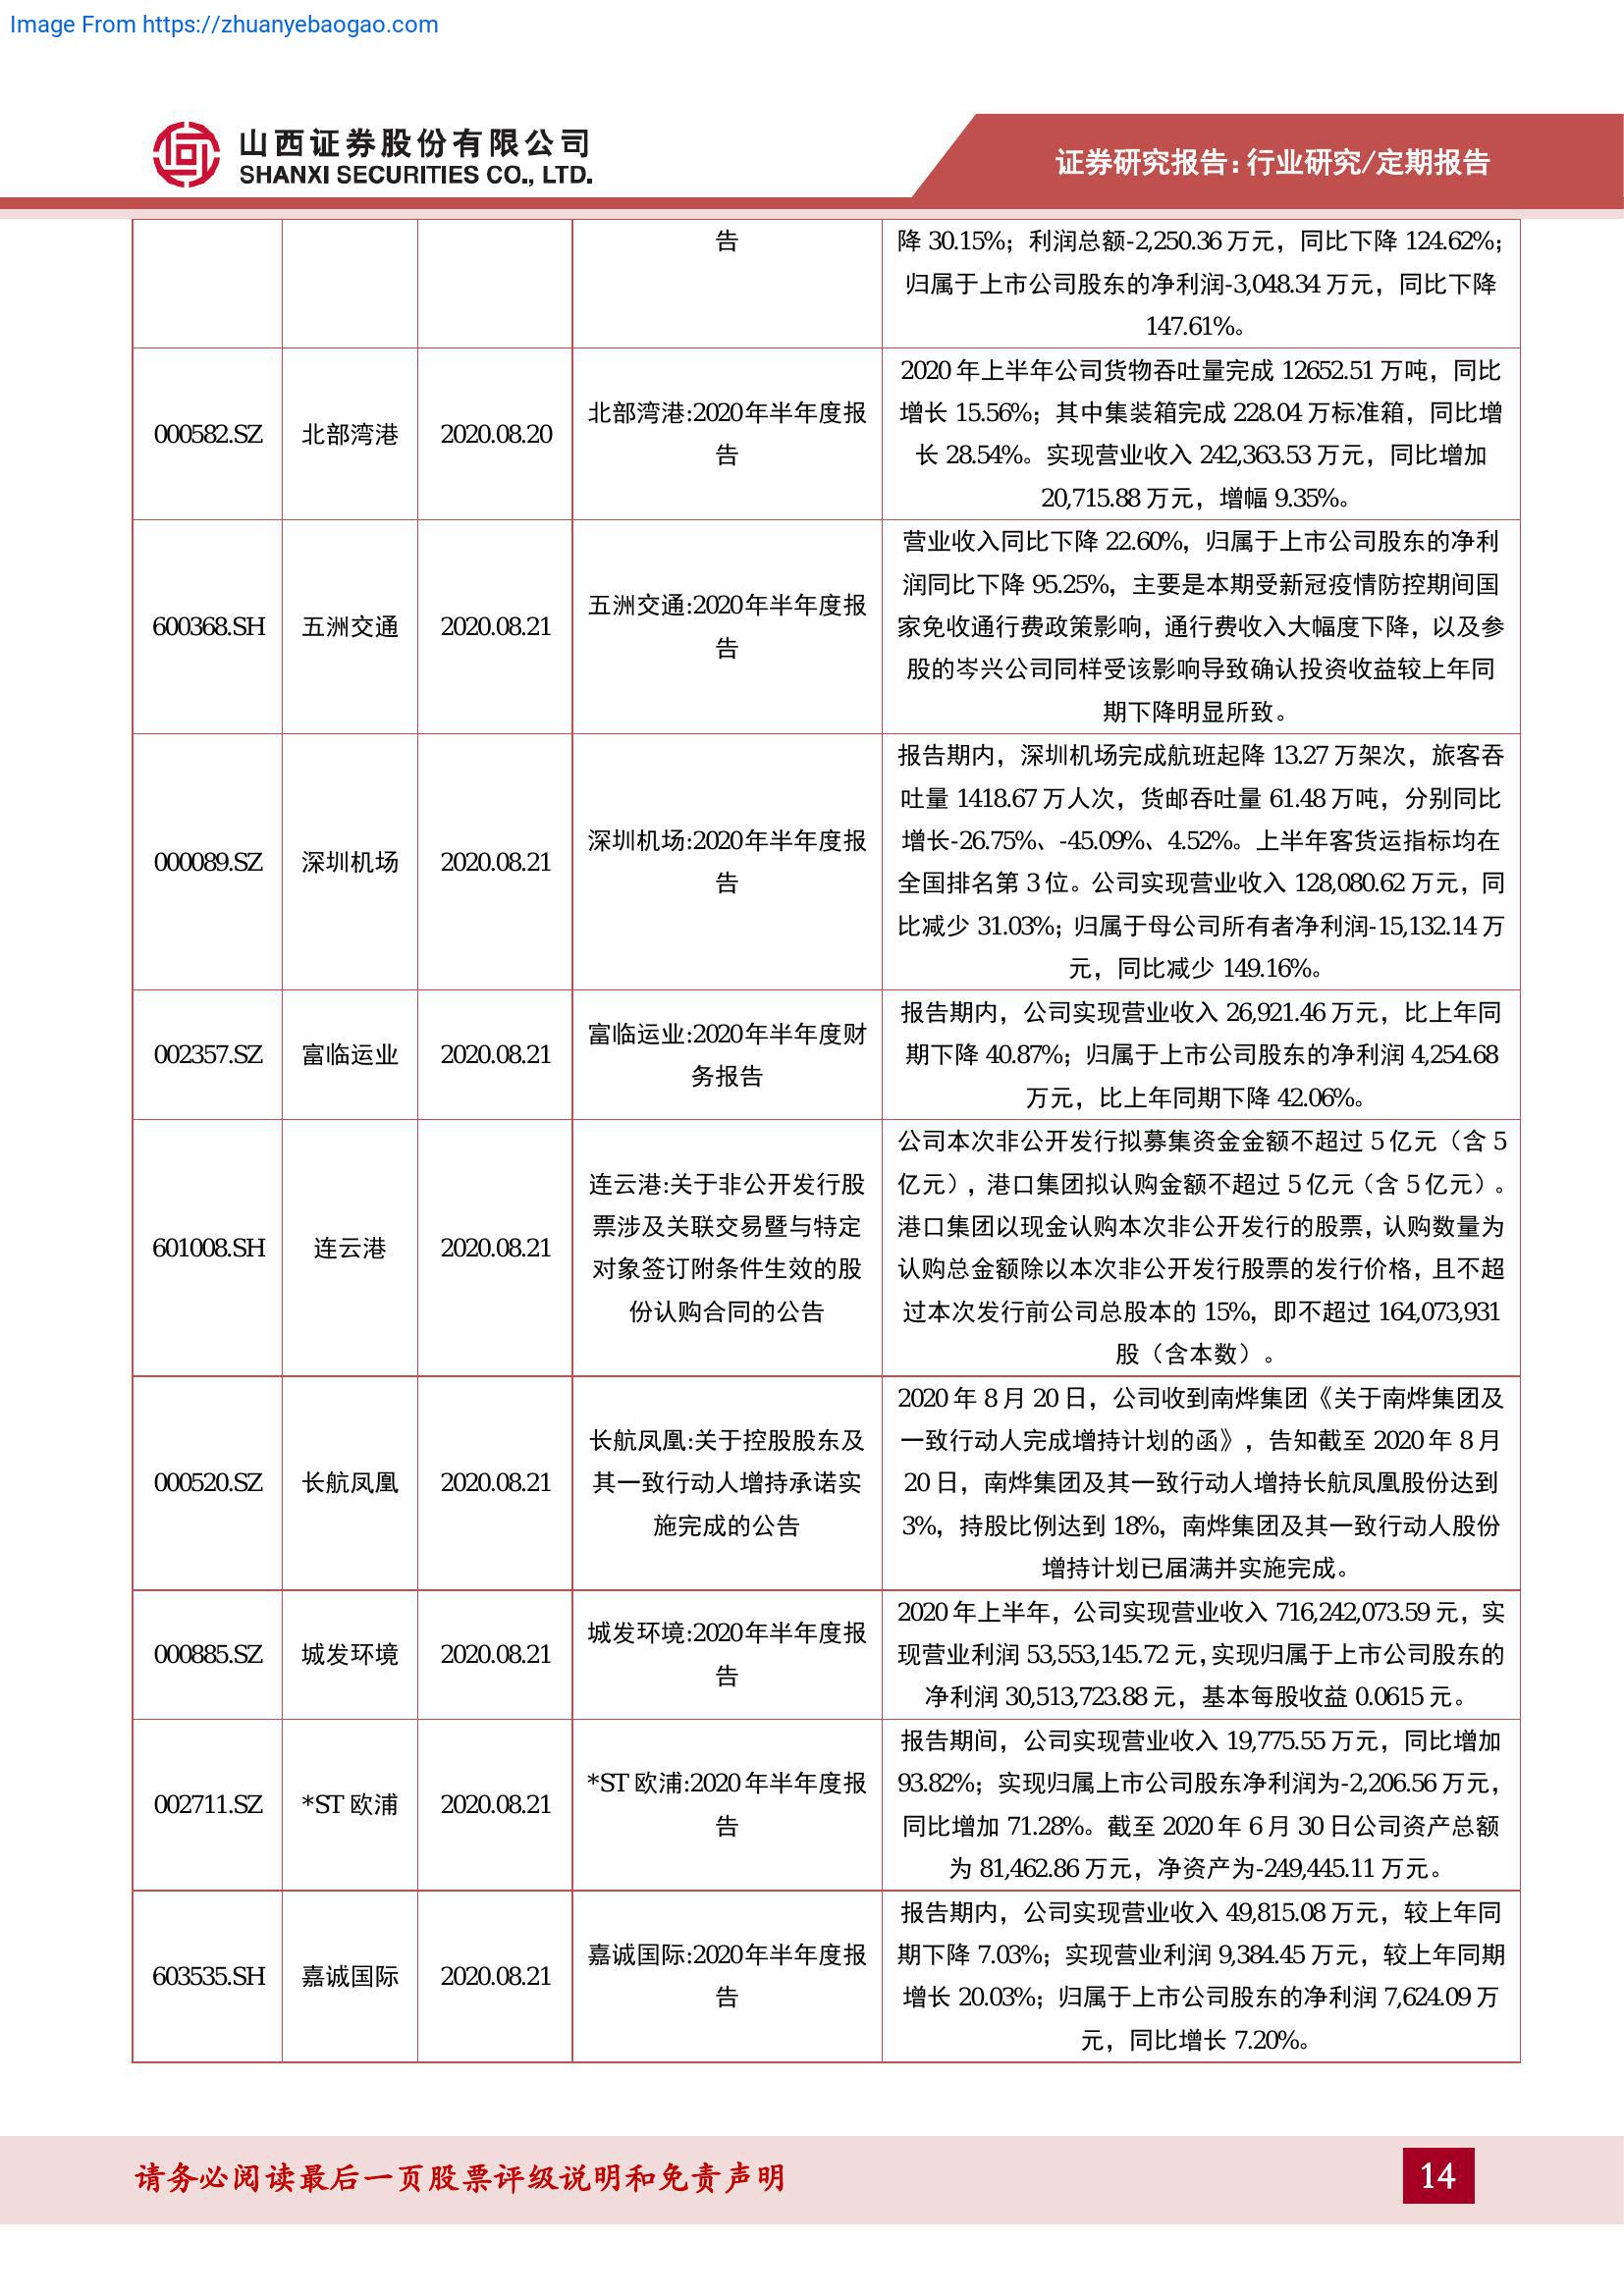 Image From https://zhuanyebaogao.com
山西证券股份有限公司
SHANXI SECURITIES CO., LTD.
证券研究报告:行业研究/定期报告
告
降 30.15%；利润总额-2,250.36 万元，同比下降 124.62%；
归属于上市公司股东的净利润-3,048.34 万元，同比下降
147.61%。
000582.SZ
北部湾港
2020.08.20
北部湾港:2020年半年度报
告
2020 年上半年公司货物吞吐量完成 12652.51 万吨，同比
增长 15.56%；其中集装箱完成 228.04 万标准箱，同比增
长 28.54%。实现营业收入 242,363.53 万元，同比增加
20,715.88 万元，增幅 9.35%。
600368.SH
五洲交通
2020.08.21
五洲交通:2020年半年度报
告
营业收入同比下降 22.60%，归属于上市公司股东的净利
润同比下降 95.25%，主要是本期受新冠疫情防控期间国
家免收通行费政策影响，通行费收入大幅度下降，以及参
股的岑兴公司同样受该影响导致确认投资收益较上年同
期下降明显所致。
000089.SZ
深圳机场
2020.08.21
深圳机场:2020年半年度报
告
报告期内，深圳机场完成航班起降 13.27 万架次，旅客吞
吐量 1418.67 万人次，货邮吞吐量 61.48 万吨，分别同比
增长-26.75%、-45.09%、4.52%。上半年客货运指标均在
全国排名第 3 位。公司实现营业收入 128,080.62 万元，同
比减少 31.03%；归属于母公司所有者净利润-15,132.14 万
元，同比减少 149.16%。
002357.SZ
富临运业
2020.08.21
富临运业:2020年半年度财
务报告
报告期内，公司实现营业收入 26,921.46 万元，比上年同
期下降 40.87%；归属于上市公司股东的净利润 4,254.68
万元，比上年同期下降 42.06%。
601008.SH
连云港
2020.08.21
连云港:关于非公开发行股
票涉及关联交易暨与特定
对象签订附条件生效的股
份认购合同的公告
公司本次非公开发行拟募集资金金额不超过 5 亿元（含 5
亿元），港口集团拟认购金额不超过 5 亿元（含 5 亿元）。
港口集团以现金认购本次非公开发行的股票，认购数量为
认购总金额除以本次非公开发行股票的发行价格，且不超
过本次发行前公司总股本的 15%，即不超过 164,073,931
股（含本数）。
000520.SZ
长航凤凰
2020.08.21
长航凤凰:关于控股股东及
其一致行动人增持承诺实
施完成的公告
2020 年 8 月 20 日，公司收到南烨集团《关于南烨集团及
一致行动人完成增持计划的函》，告知截至 2020 年 8 月
20 日，南烨集团及其一致行动人增持长航凤凰股份达到
3%，持股比例达到 18%，南烨集团及其一致行动人股份
增持计划已届满并实施完成。
000885.SZ
城发环境
2020.08.21
城发环境:2020年半年度报
告
2020 年上半年，公司实现营业收入 716,242,073.59 元，实
现营业利润 53,553,145.72 元，实现归属于上市公司股东的
净利润 30,513,723.88 元，基本每股收益 0.0615 元。
002711.SZ
*ST 欧浦
2020.08.21
*ST 欧浦:2020 年半年度报
告
报告期间，公司实现营业收入 19,775.55 万元，同比增加
93.82%；实现归属上市公司股东净利润为-2,206.56 万元，
同比增加 71.28%。截至 2020 年 6 月 30 日公司资产总额
为 81,462.86 万元，净资产为-249,445.11 万元。
603535.SH
嘉诚国际
2020.08.21
嘉诚国际:2020年半年度报
告
报告期内，公司实现营业收入 49,815.08 万元，较上年同
期下降 7.03%；实现营业利润 9,384.45 万元，较上年同期
增长 20.03%；归属于上市公司股东的净利润 7,624.09 万
元，同比增长 7.20%。
请务必阅读最后一页股票评级说明和免责声明
14